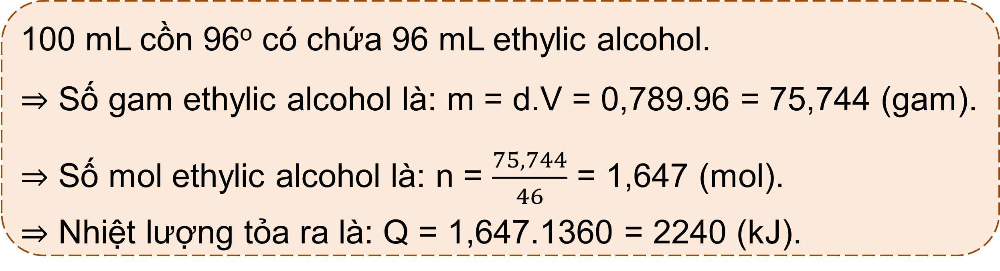 100 mL cồn 96º có chứa 96 mL ethylic alcohol.
⇒ Số gam ethylic alcohol là: m = d.V = 0,789.96 = 75,744 (gam).
⇒ Số mol ethylic alcohol là: n = 75,744/46 = 1,647(mol).
⇒ Nhiệt lượng tỏa ra là: Q = 1,647.1360 = 2240 (kJ).